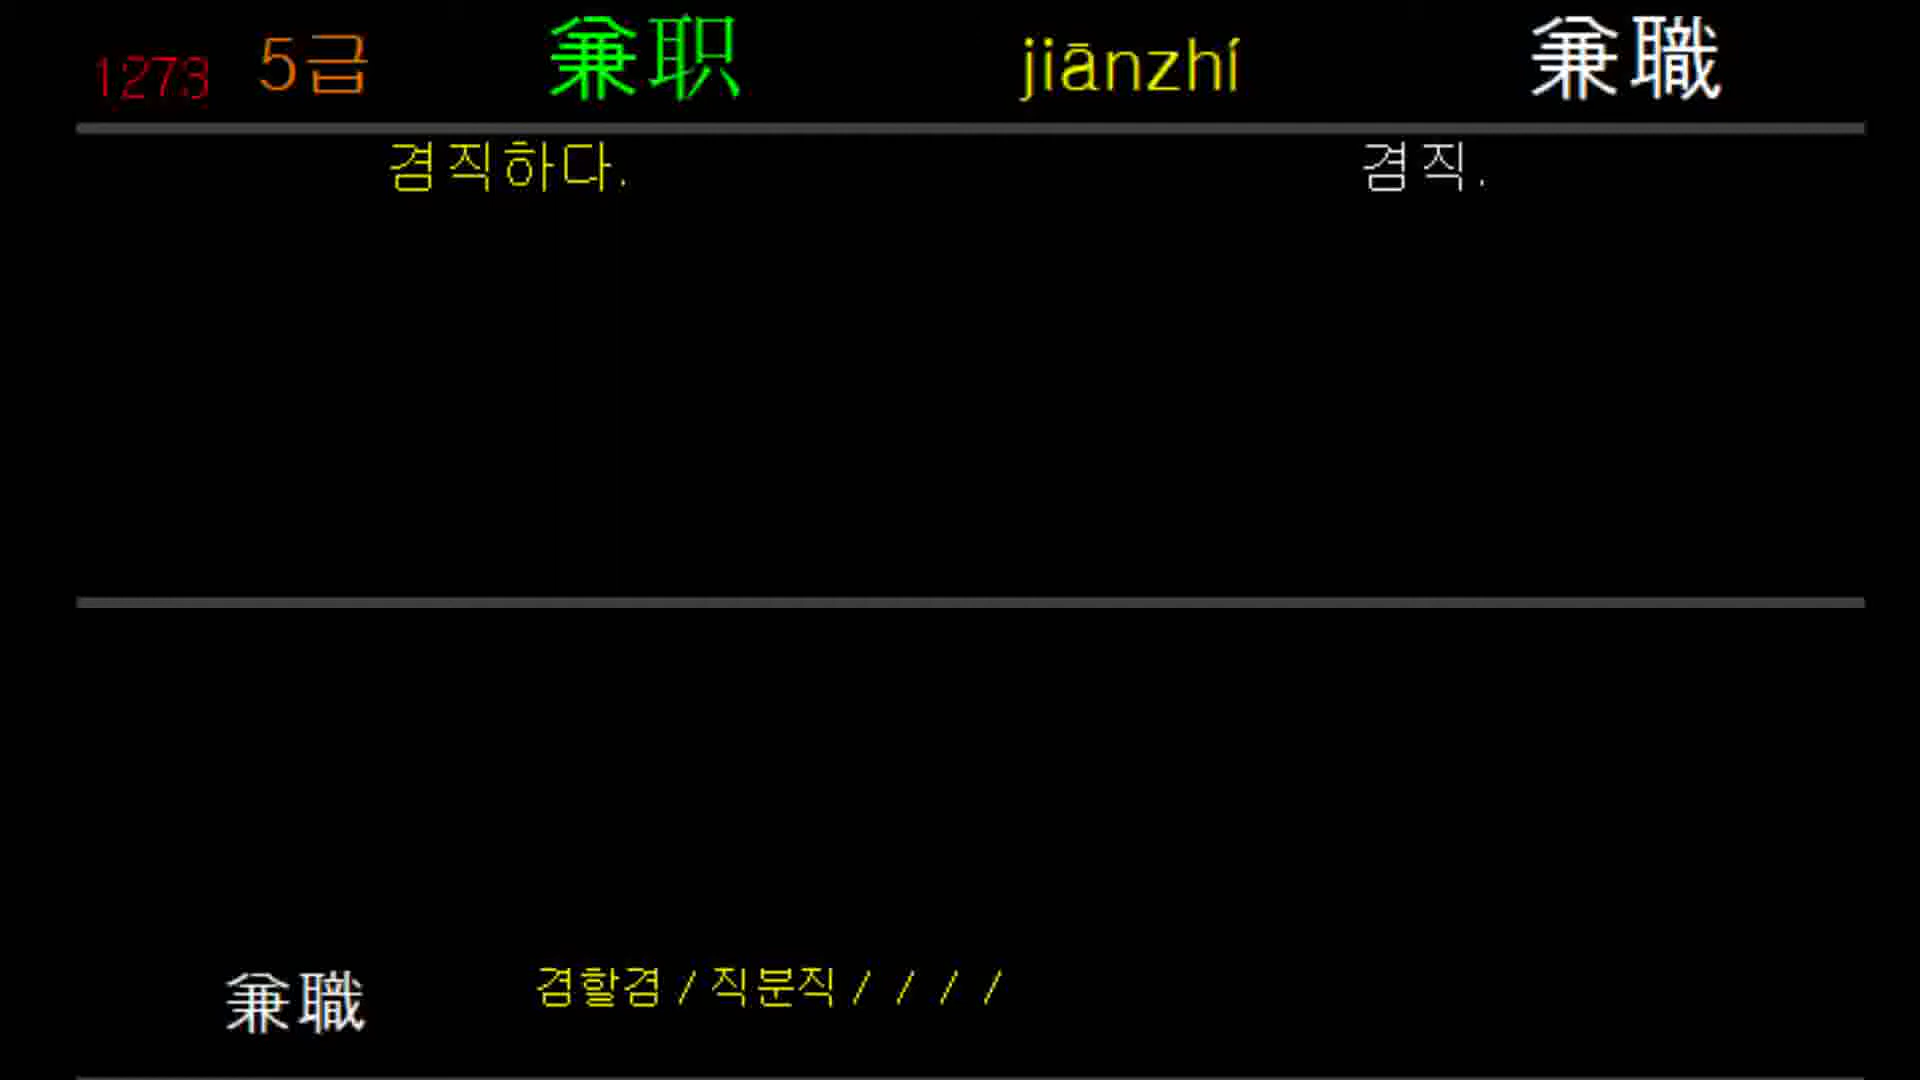 1273 5급 兼职 jiānzhí 兼職
겸직하다. 겸직.
兼職 겸할겸 / 직분직 / / / /